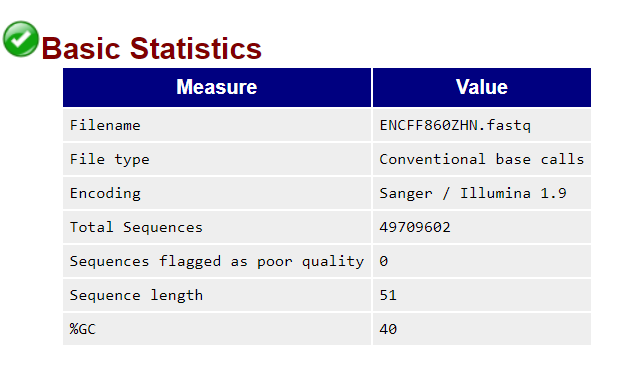 Basic Statistics
Measure Value
Filename ENCFF860ZHN.fastq
File type Conventional base calls
Encoding Sanger / Illumina 1.9
Total Sequences 49709602
Sequences flagged as poor quality 0
Sequence length 51
%GC 40